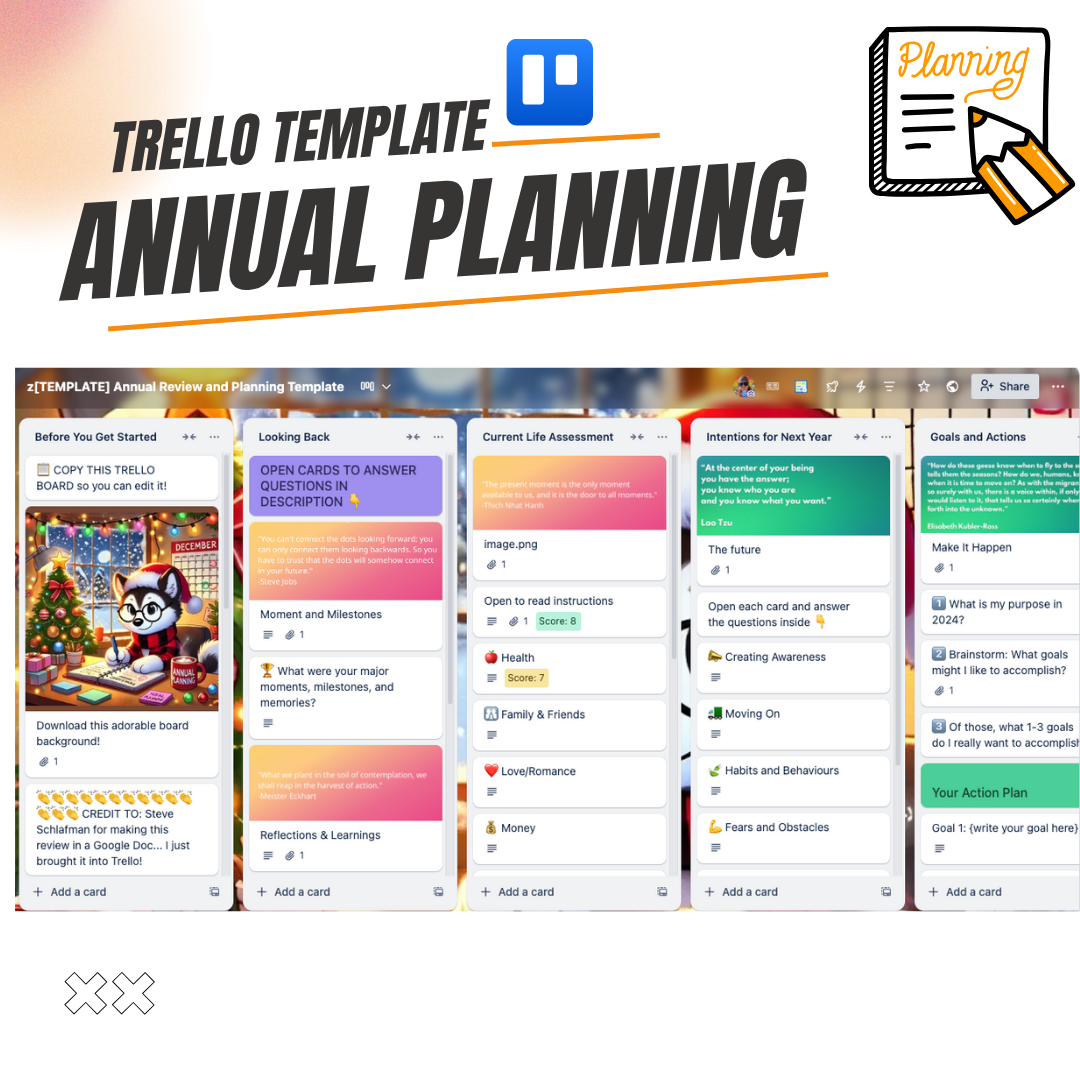 TRELLO TEMPLATE
ANNUAL PLANNING
Planning
z[TEMPLATE] Annual Review and Planning Template
Share
Before You Get Started
📋 COPY THIS TRELLO
BOARD so you can edit it!
DECEMBER
ANNUAL
PLANNING
Download this adorable board
background!
1
👏👏👏👏👏👏👏👏👏👏👏
👏👏👏 CREDIT TO: Steve
Schlafman for making this
review in a Google Doc... I just
brought it into Trello!
+ Add a card
Looking Back
OPEN CARDS TO ANSWER
QUESTIONS IN
DESCRIPTION 👇
"You can't connect the dots looking forward; you
can only connect them looking backwards. So you
have to trust that the dots will somehow connect
in your future."
-Steve Jobs
Moment and Milestones
1
🏆 What were your major
moments, milestones, and
memories?
"What we plant in the soil of contemplation, we
shall reap in the harvest of action."
-Meister Eckhart
Reflections & Learnings
1
+ Add a card
Current Life Assessment
"The present moment is the only moment
available to us, and it is the door to all moments."
-Thich Nhat Hanh
image.png
1
Open to read instructions
1 Score: 8
🍎 Health
Score: 7
Family & Friends
❤️ Love/Romance
💰 Money
+ Add a card
Intentions for Next Year
"At the center of your being
you have the answer;
you know who you are
and you know what you want."
Lao Tzu
The future
1
Open each card and answer
the questions inside 👇
📣 Creating Awareness
🚛 Moving On
🍃 Habits and Behaviours
💪 Fears and Obstacles
+ Add a card
Goals and Actions
"How do these geese know when to fly to the s
tells them the seasons? How do we, humans, k
when it is time to move on? As with the migran
so surely with us, there is a voice within, if only
would listen to it, that tells us so certainly when
forth into the unknown."
Elisabeth Kubler-Ross
Make It Happen
1
1️⃣ What is my purpose in
2024?
2️⃣ Brainstorm: What goals
might I like to accomplish?
1
3️⃣ Of those, what 1-3 goals
do I really want to accomplish
Your Action Plan
Goal 1: {write your goal here}
+ Add a card